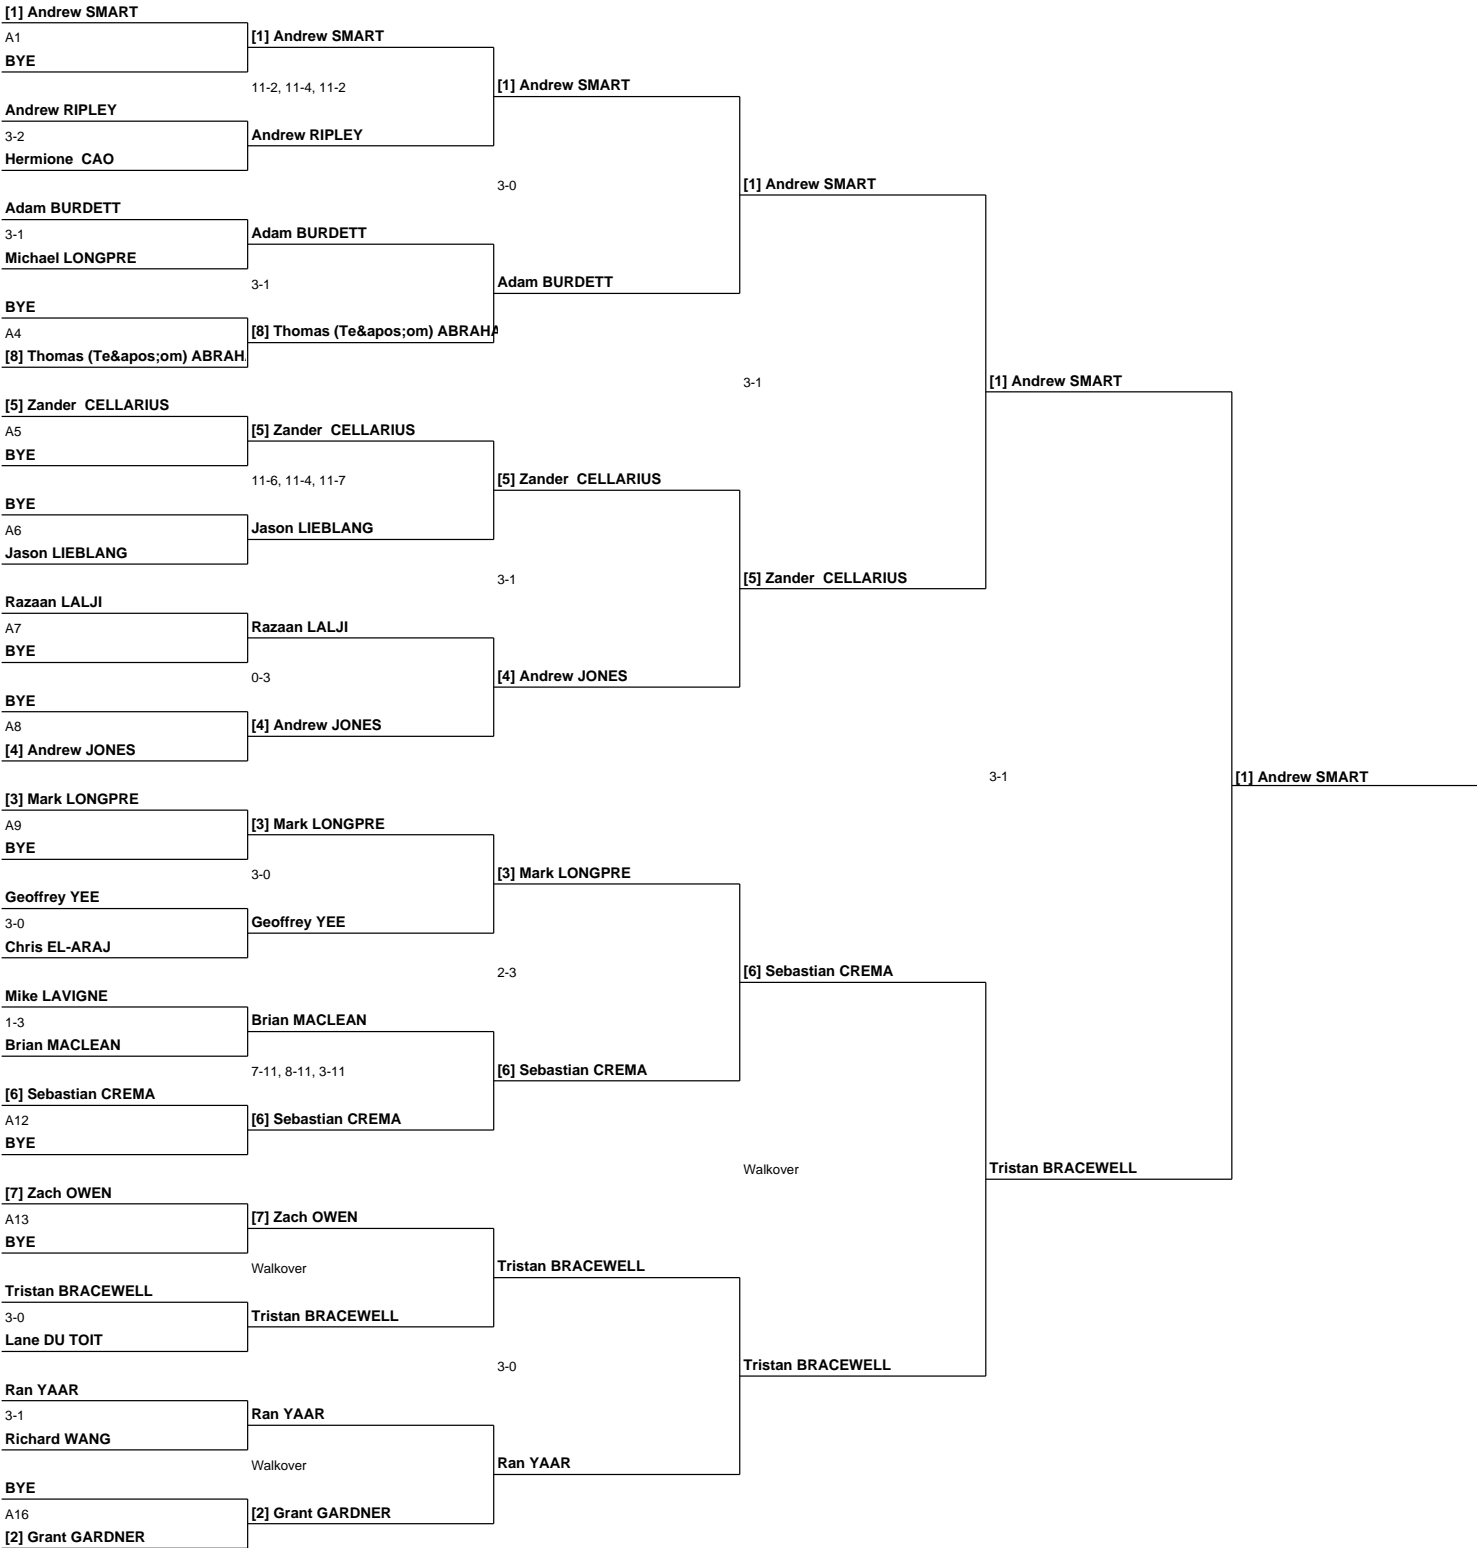 [1] Andrew SMART
A1
BYE
Andrew RIPLEY
3-2
Hermione  CAO
Adam BURDETT
3-1
Michael LONGPRE
BYE
A4
[8] Thomas (Te&apos;om) ABRAH
[5] Zander  CELLARIUS
A5
BYE
BYE
A6
Jason LIEBLANG
Razaan LALJI
A7
BYE
BYE
A8
[4] Andrew JONES
[3] Mark LONGPRE
A9
BYE
Geoffrey YEE
3-0
Chris EL-ARAJ
Mike LAVIGNE
1-3
Brian MACLEAN
[6] Sebastian CREMA
A12
BYE
[7] Zach OWEN
A13
BYE
Tristan BRACEWELL
3-0
Lane DU TOIT
Ran YAAR
3-1
Richard WANG
BYE
A16
[2] Grant GARDNER
[1] Andrew SMART
11-2, 11-4, 11-2
Andrew RIPLEY
Adam BURDETT
3-1
[8] Thomas (Te&apos;om) ABRAHA
[5] Zander  CELLARIUS
11-6, 11-4, 11-7
Jason LIEBLANG
Razaan LALJI
0-3
[4] Andrew JONES
[3] Mark LONGPRE
3-0
Geoffrey YEE
Brian MACLEAN
7-11, 8-11, 3-11
[6] Sebastian CREMA
[7] Zach OWEN
Walkover
Tristan BRACEWELL
Ran YAAR
Walkover
[2] Grant GARDNER
[1] Andrew SMART
3-0
Adam BURDETT
[5] Zander  CELLARIUS
3-1
[4] Andrew JONES
[3] Mark LONGPRE
2-3
[6] Sebastian CREMA
Tristan BRACEWELL
3-0
Ran YAAR
[1] Andrew SMART
3-1
[5] Zander  CELLARIUS
[6] Sebastian CREMA
Walkover
Tristan BRACEWELL
[1] Andrew SMART
3-1
Tristan BRACEWELL
[1] Andrew SMART